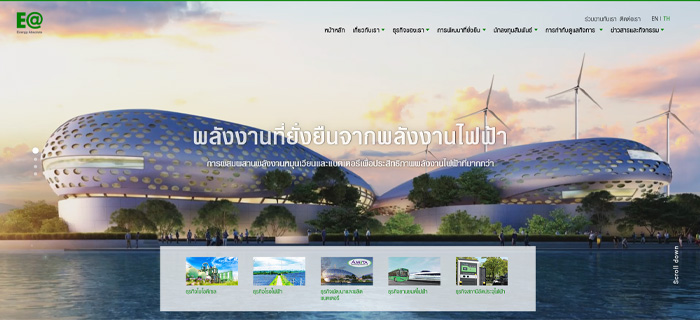 E@
Energy Absolute
ร่วมงานกับเรา ติดต่อเรา EN | TH
หน้าหลัก เกี่ยวกับเรา ธุรกิจของเรา การพัฒนาที่ยั่งยืน นักลงทุนสัมพันธ์ การกำกับดูแลกิจการ ข่าวสารและกิจกรรม
พลังงานที่ยั่งยืนจากพลังงานไฟฟ้า
การผสมผสานพลังงานหมุนเวียนและแบตเตอรี่เพื่อประสิทธิภาพพลังงานไฟฟ้าที่มากกว่า
Scroll down
AMITA
ธุรกิจไบโอดีเซล
ธุรกิจโรงไฟฟ้า
ธุรกิจพัฒนาและผลิต
แบตเตอรี่
ธุรกิจยานยนต์ไฟฟ้า
ธุรกิจสถานีอัดประจุไฟฟ้า